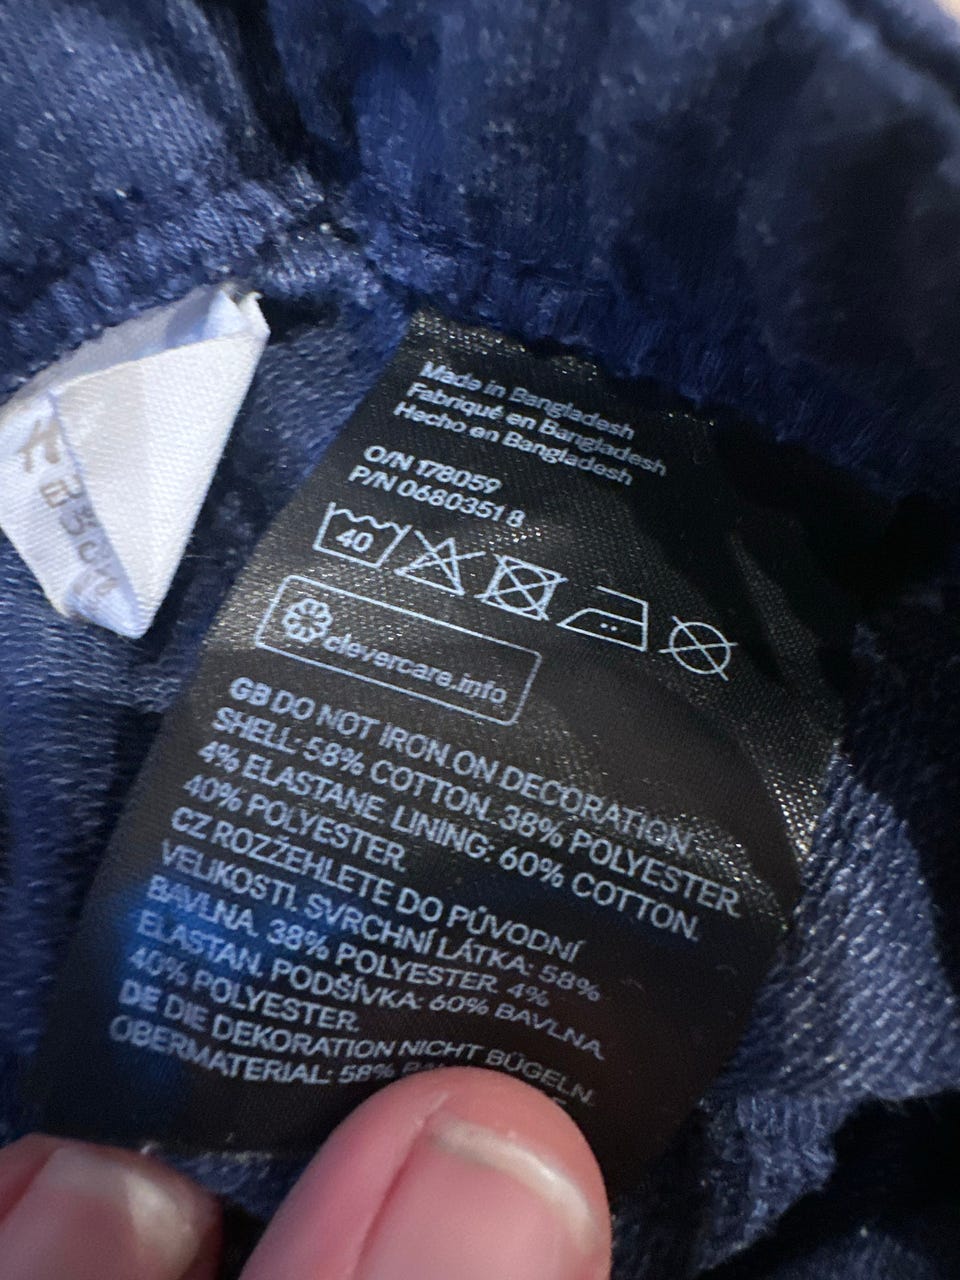 Made in Bangladesh
Fabriqué en Bangladesh
Hecho en Bangladesh
O/N 178059
P/N 0680351 8
40
clevercare.info
GB DO NOT IRON ON DECORATION
SHELL: 58% COTTON. 38% POLYESTER.
4% ELASTANE. LINING: 60% COTTON.
40% POLYESTER.
CZ ROZŽEHLETE DO PŮVODNÍ
VELIKOSTI. SVRCHNÍ LÁTKA: 58%
BAVLNA. 38% POLYESTER. 4%
ELASTAN. PODŠÍVKA: 60% BAVLNA.
40% POLYESTER.
DE DIE DEKORATION NICHT BÜGELN.
OBERMATERIAL: 58%